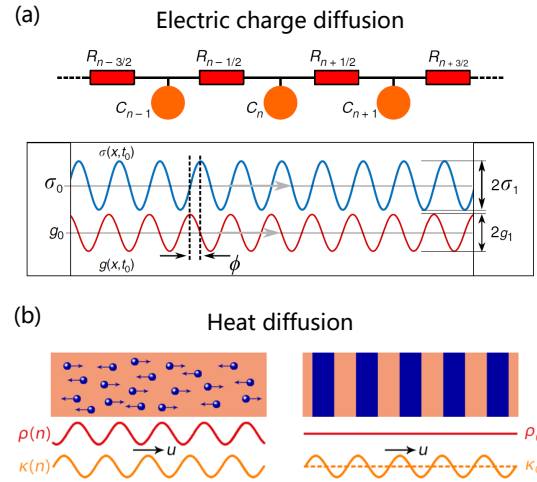 (a) Electric charge diffusion
R_{n-3/2} R_{n-1/2} R_{n+1/2} R_{n+3/2}
C_{n-1} C_n C_{n+1}
σ(x,t_0)
σ_0 2σ_1
g_0 2g_1
g(x,t_0) ϕ
(b) Heat diffusion
ρ(n) ρ(
u
κ(n) u κ(